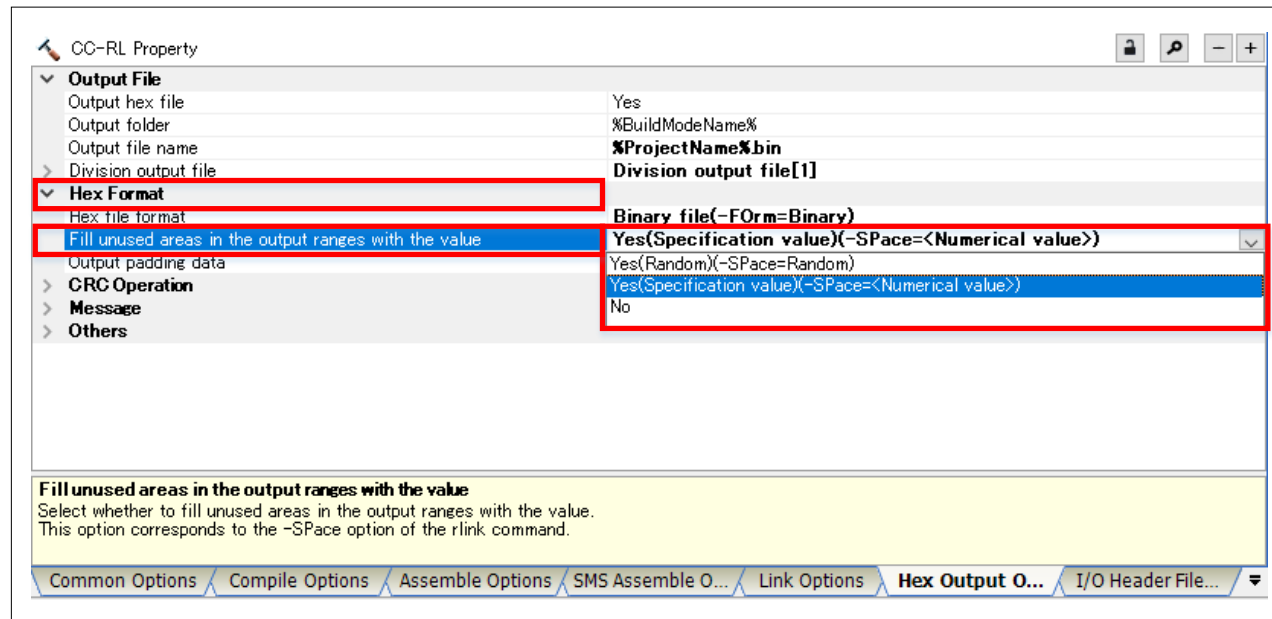 CC-RL Property
Output File
Output hex file Yes
Output folder %BuildModeName%
Output file name %ProjectName%.bin
Division output file Division output file[1]
Hex Format
Hex file format Binary file(-FOrm=Binary)
Fill unused areas in the output ranges with the value Yes(Specification value)(-SPace=<Numerical value>)
Output padding data Yes(Random)(-SPace=Random)
CRC Operation Yes(Specification value)(-SPace=<Numerical value>)
Message No
Others
Fill unused areas in the output ranges with the value
Select whether to fill unused areas in the output ranges with the value.
This option corresponds to the -SPace option of the rlink command.
Common Options Compile Options Assemble Options SMS Assemble O... Link Options Hex Output O... I/O Header File...